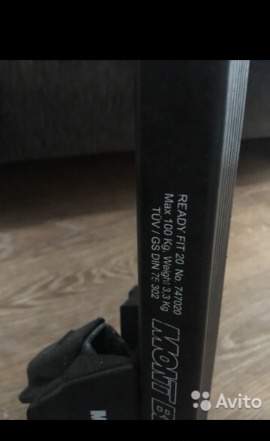 READY FIT 20 No. 747020
Max 100 Kg, Weight 3,3 Kg
TÜV / GS DIN 75 302
MONT B
M
Avito